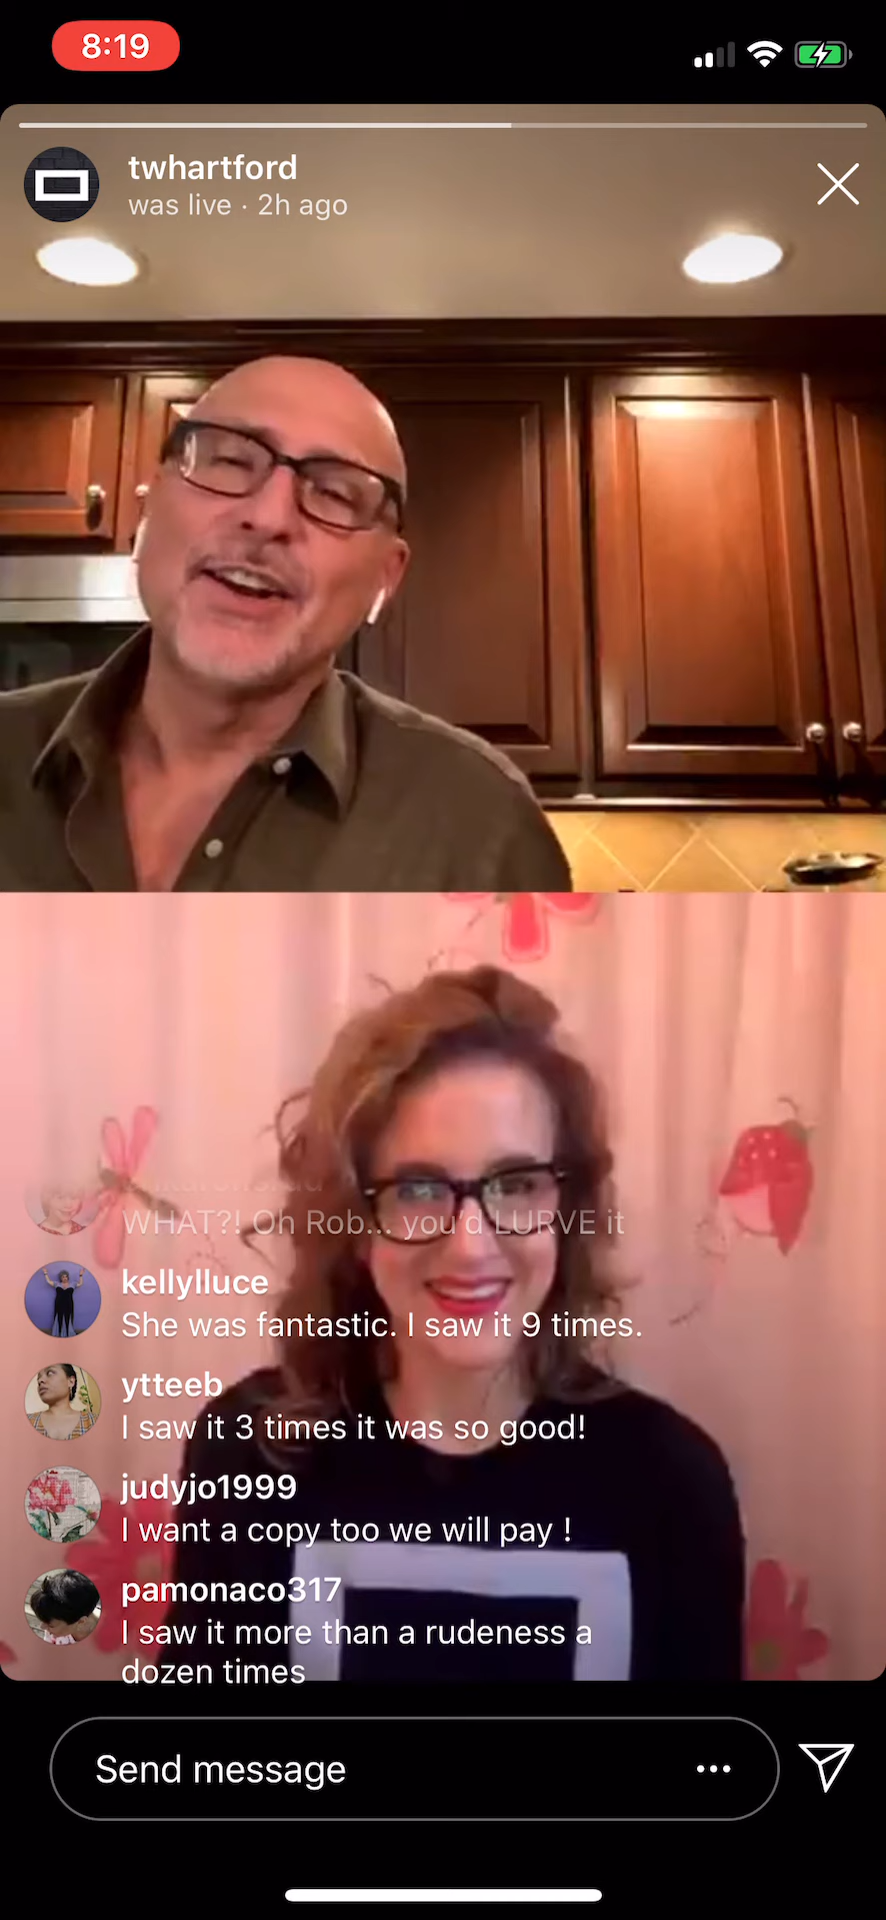 8:19
twhartford
was live · 2h ago
WHAT?! Oh Rob... you'd LURVE it
kellylluce
She was fantastic. I saw it 9 times.
ytteeb
I saw it 3 times it was so good!
judyjo1999
I want a copy too we will pay !
pamonaco317
I saw it more than a rudeness a
dozen times
Send message